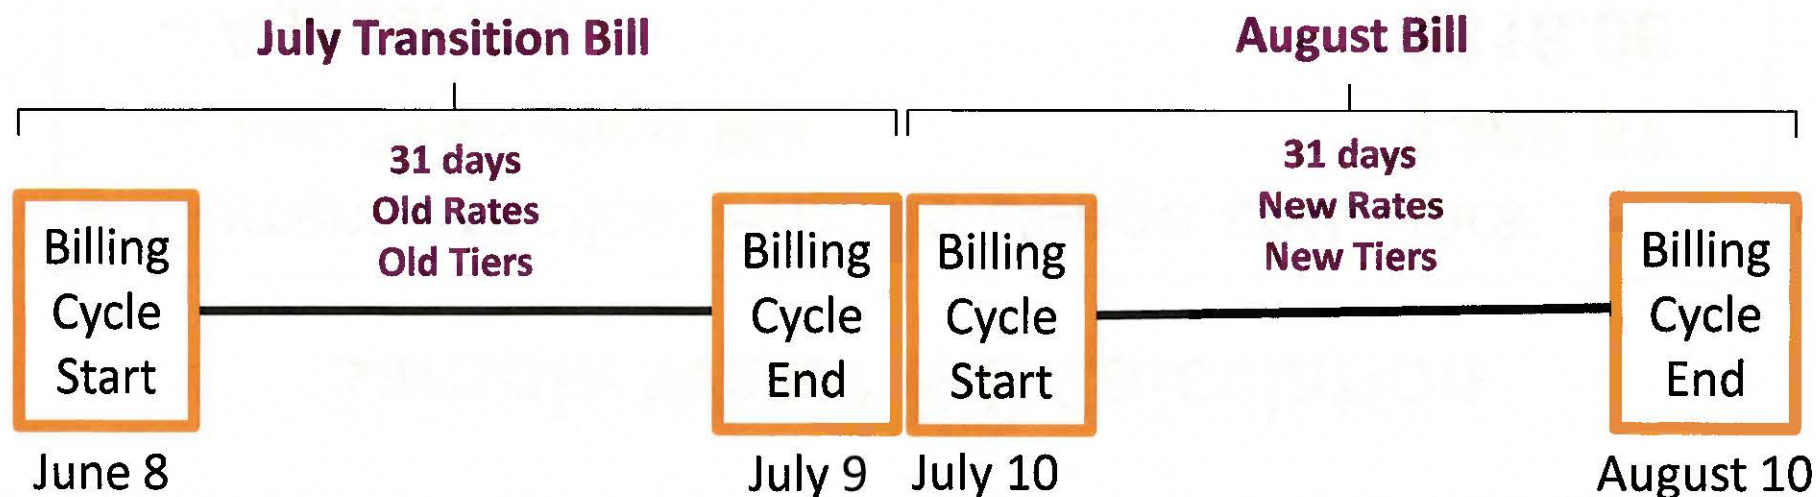 July Transition Bill
August Bill
31 days
Old Rates
Old Tiers
31 days
New Rates
New Tiers
Billing
Cycle
Start
Billing
Cycle
End
Billing
Cycle
Start
Billing
Cycle
End
June 8
July 9
July 10
August 10